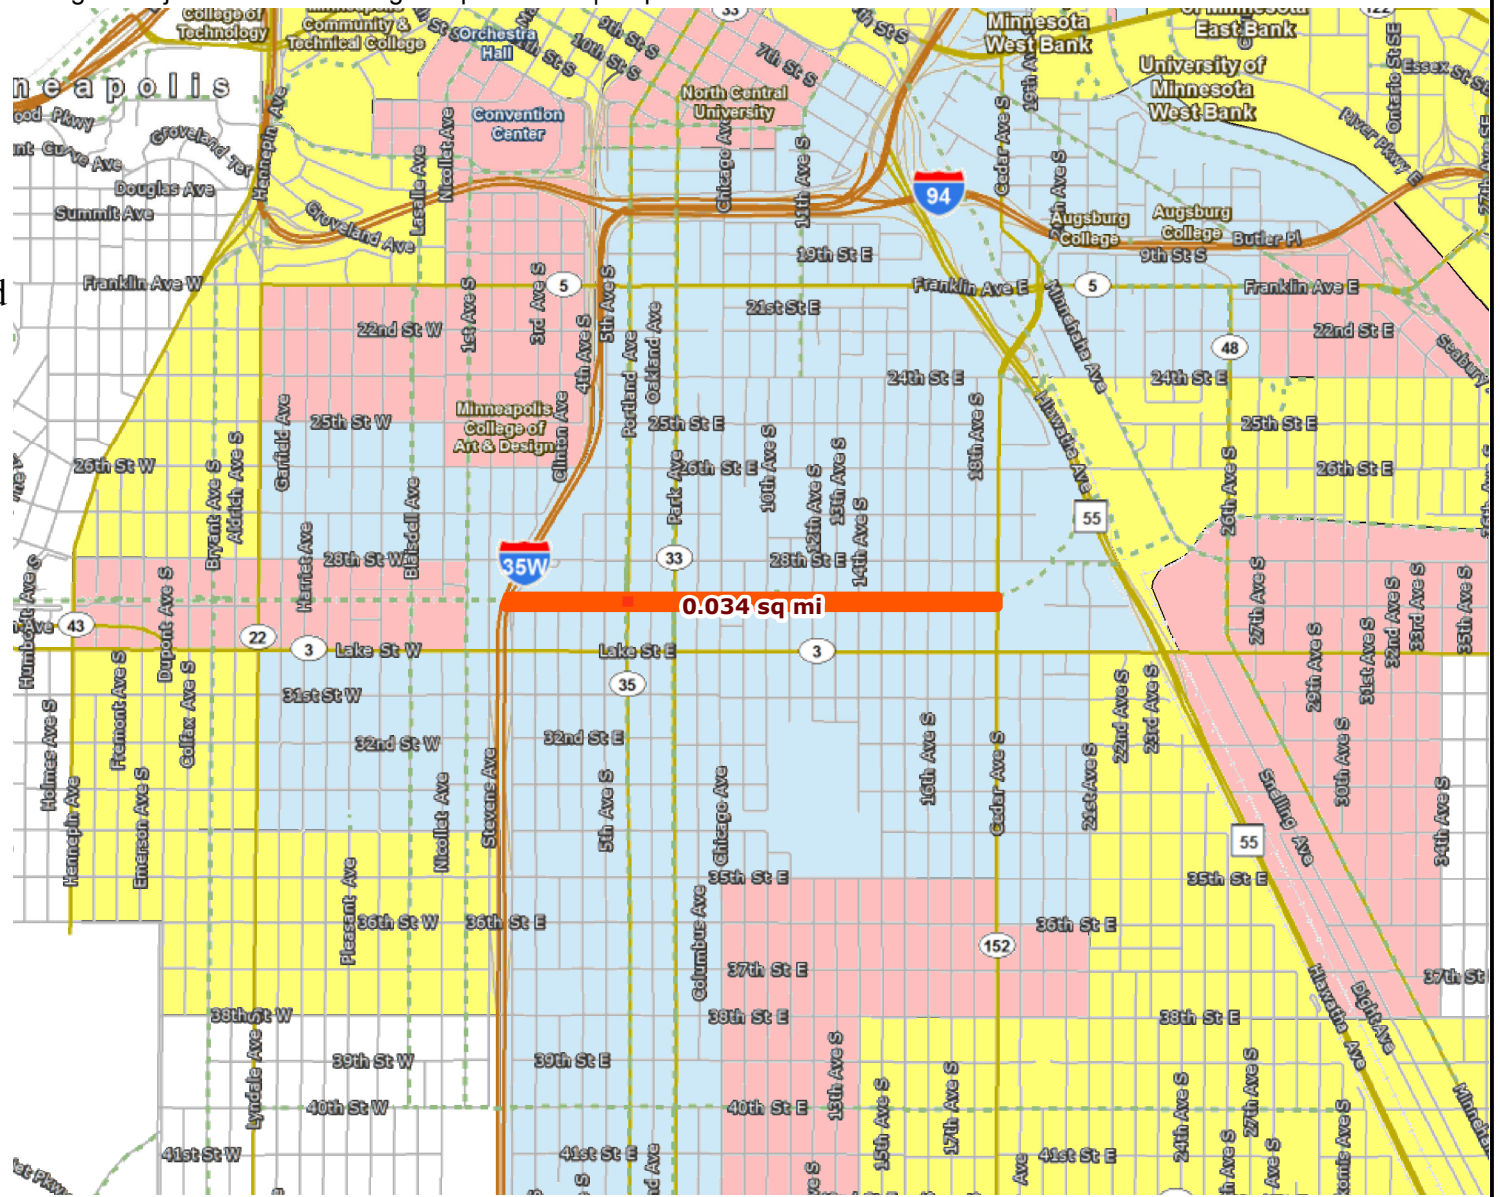 College of
Technology
Community &
Technical College
Orchestra
Hall
9th St S
10th St S
7th St S
33
Minnesota
West Bank
East Bank
122
University of
Minnesota
West Bank
Essex St SE
Ontario St SE
River Pkwy E
neapolis
Groveland Ter
Douglas Ave
Summit Ave
Hennepin Ave
Groveland Ave
Lasalle Ave
Nicollet Ave
Convention
Center
North Central
University
Chicago Ave
11th Ave S
Cedar Ave S
94
Augsburg
College
Augsburg
College
Butler Pl
9th St S
19th St E
Franklin Ave W
5
Franklin Ave E
5
Franklin Ave E
21st St E
22nd St W
22nd St E
1st Ave S
3rd Ave S
4th Ave S
5th Ave S
Portland Ave
Oakland Ave
Minnehaha Ave
48
Seabury
24th St E
24th St E
Minneapolis
College of
Art & Design
Clinton Ave
25th St W
25th St E
25th St E
26th St W
26th St E
26th St E
Garfield Ave
Bryant Ave S
Aldrich Ave S
Park Ave
10th Ave S
12th Ave S
13th Ave S
14th Ave S
18th Ave S
Hiawatha Ave
26th Ave S
55
Harriet Ave
Blaisdell Ave
28th St W
35W
33
28th St E
0.034 sq mi
27th Ave S
29th Ave S
31st Ave S
32nd Ave S
33rd Ave S
35th Ave S
43
22
3
Lake St W
Lake St E
3
35
Dupont Ave S
Fremont Ave S
Colfax Ave S
31st St W
32nd St W
32nd St E
Holmes Ave S
Hennepin Ave
Emerson Ave S
Nicollet Ave
Stevens Ave
5th Ave S
Chicago Ave
16th Ave S
Cedar Ave S
21st Ave S
22nd Ave S
23rd Ave S
Snelling Ave
30th Ave S
34th Ave S
55
35th St E
35th St E
Pleasant Ave
36th St W
36th St E
36th St E
Columbus Ave
152
37th St E
37th St
38th St W
38th St E
38th St E
Hiawatha Ave
Dight Ave
Lyndale Ave S
39th St W
39th St E
13th Ave S
15th Ave S
17th Ave S
24th Ave S
27th Ave S
40th St W
40th St E
41st St W
41st St E
41st St E